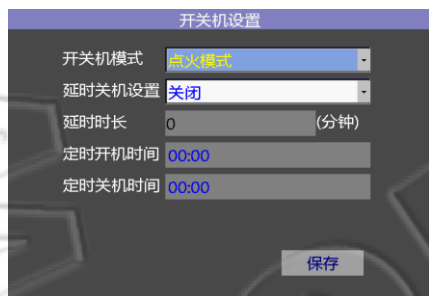 开关机设置
开关机模式 点火模式
延时关机设置 关闭
延时时长 0 (分钟)
定时开机时间 00:00
定时关机时间 00:00
保存